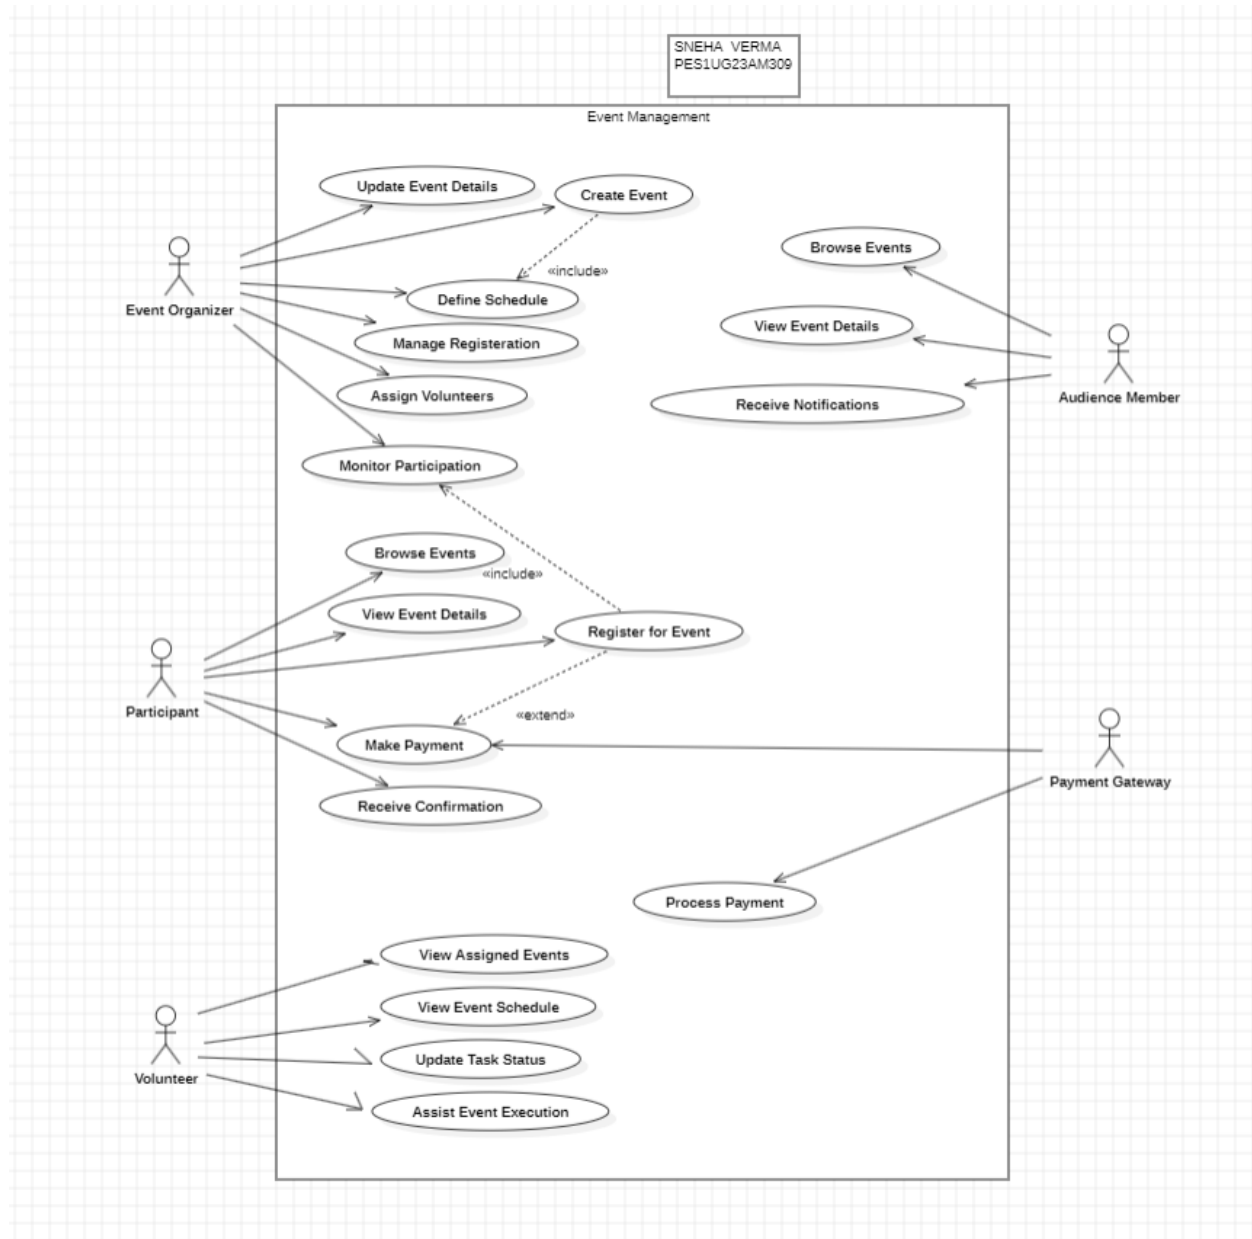 SNEHA VERMA
PES1UG23AM309
Event Management
Update Event Details
Create Event
Browse Events
Event Organizer
«include»
Define Schedule
View Event Details
Manage Registeration
Assign Volunteers
Receive Notifications
Audience Member
Monitor Participation
Browse Events
«include»
View Event Details
Register for Event
Participant
«extend»
Make Payment
Payment Gateway
Receive Confirmation
Process Payment
View Assigned Events
View Event Schedule
Update Task Status
Volunteer
Assist Event Execution